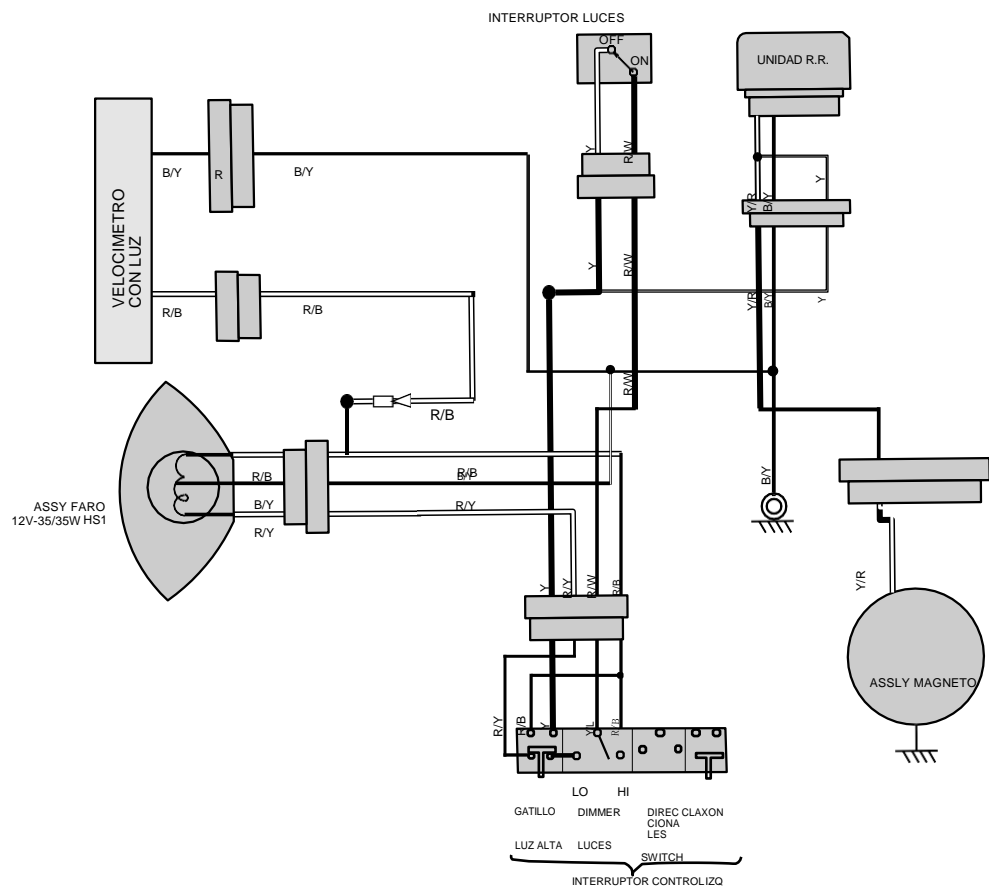 INTERRUPTOR LUCES
OFF
ON
UNIDAD R.R.
VELOCIMETRO
CON LUZ
B/Y
R
B/Y
Y
R/W
Y/R
B/Y
Y
Y
R/W
Y/R
B/Y
Y
R/B
R/B
R/W
R/B
R/B
R/B
B/Y
B/Y
R/Y
R/Y
B/Y
ASSY FARO
12V-35/35W HS1
Y/R
Y
R/Y
R/W
R/B
ASSLY MAGNETO
R/Y
R/B
Y
Y/L
LO
HI
GATILLO
DIMMER
DIREC CLAXON
CIONA
LES
LUZ ALTA
LUCES
SWITCH
INTERRUPTOR CONTROLIZQ